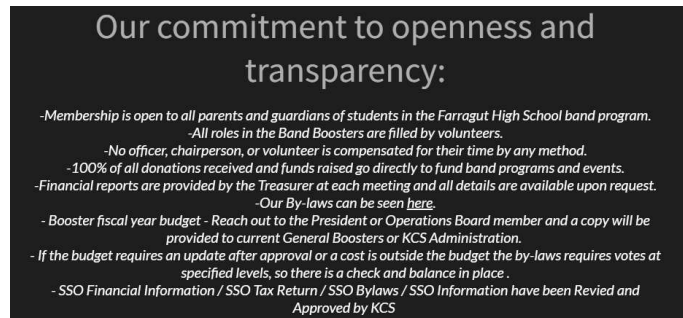 Our commitment to openness and
transparency:
-Membership is open to all parents and guardians of students in the Farragut High School band program.
-All roles in the Band Boosters are filled by volunteers.
-No officer, chairperson, or volunteer is compensated for their time by any method.
-100% of all donations received and funds raised go directly to fund band programs and events.
-Financial reports are provided by the Treasurer at each meeting and all details are available upon request.
-Our By-laws can be seen here.
- Booster fiscal year budget - Reach out to the President or Operations Board member and a copy will be
provided to current General Boosters or KCS Administration.
- If the budget requires an update after approval or a cost is outside the budget the by-laws requires votes at
specified levels, so there is a check and balance in place .
- SSO Financial Information / SSO Tax Return / SSO Bylaws / SSO Information have been Revied and
Approved by KCS